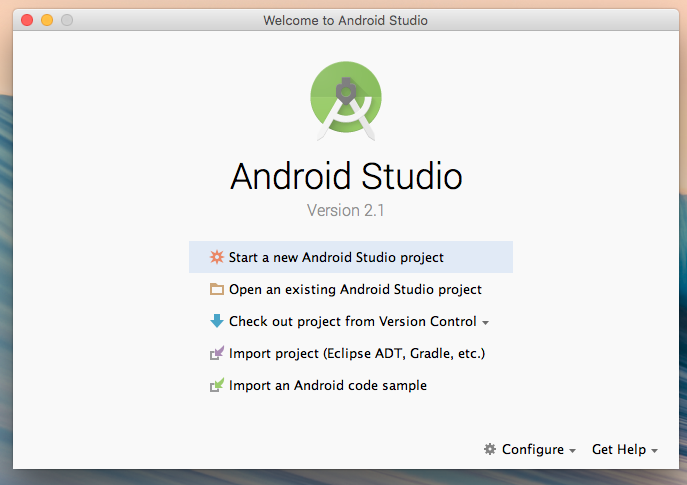 Welcome to Android Studio
Android Studio
Version 2.1
Start a new Android Studio project
Open an existing Android Studio project
Check out project from Version Control
Import project (Eclipse ADT, Gradle, etc.)
Import an Android code sample
Configure Get Help